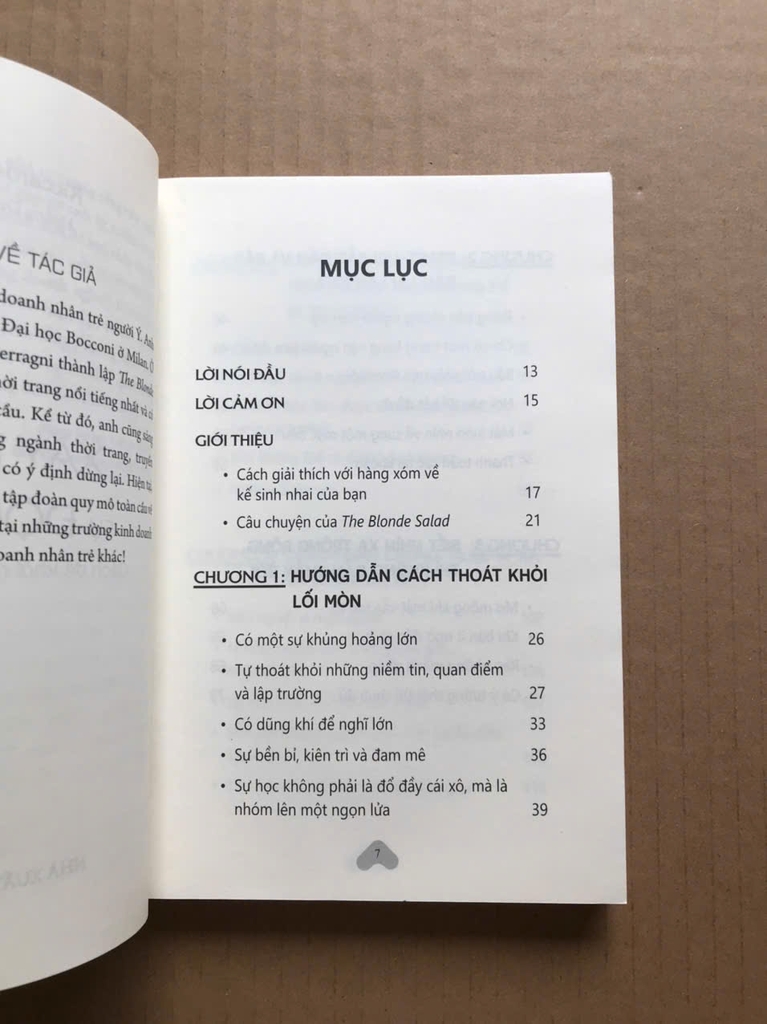 VỀ TÁC GIẢ
doanh nhân trẻ người Ý.
Đại học Bocconi ở Milan,
erragni thành lập The Blonde
ời trang nổi tiếng nhất và
ầu. Kể từ đó, anh cũng
g ngành thời trang, truyền
có ý định dừng lại. Hiện tại,
tập đoàn quy mô toàn cầu về
tại những trường kinh doanh
anh nhân trẻ khác!
MỤC LỤC
LỜI NÓI ĐẦU 13
LỜI CẢM ƠN 15
GIỚI THIỆU
• Cách giải thích với hàng xóm về
kế sinh nhai của bạn 17
• Câu chuyện của The Blonde Salad 21
CHƯƠNG 1: HƯỚNG DẪN CÁCH THOÁT KHỎI
LỐI MÒN
• Có một sự khủng hoảng lớn 26
• Tự thoát khỏi những niềm tin, quan điểm
và lập trường 27
• Có dũng khí để nghĩ lớn 33
• Sự bền bỉ, kiên trì và đam mê 36
• Sự học không phải là đổ đầy cái xô, mà là
nhóm lên một ngọn lửa 39
7